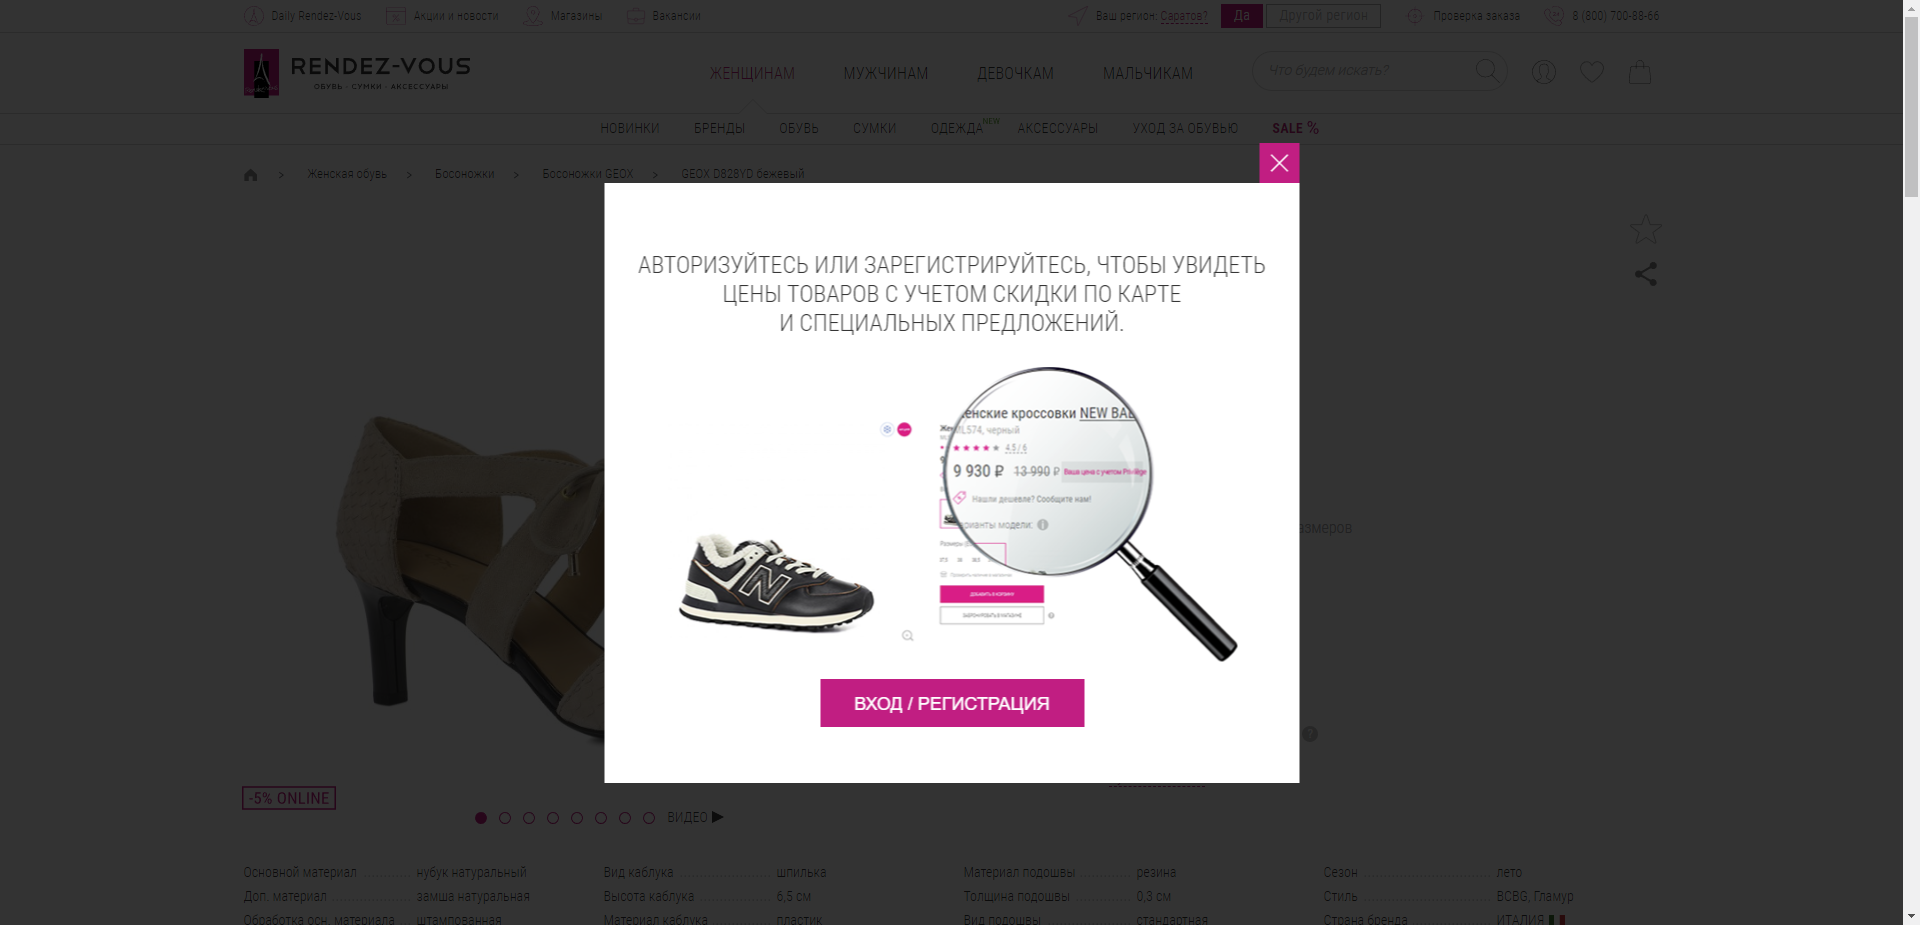 Daily Rendez-Vous
Акции и новости
Магазины
Вакансии
Ваш регион: Саратов?
Да
Другой регион
Проверка заказа
8 (800) 700-88-66
RENDEZ-VOUS
ОБУВЬ · СУМКИ · АКСЕССУАРЫ
ЖЕНЩИНАМ
МУЖЧИНАМ
ДЕВОЧКАМ
МАЛЬЧИКАМ
Что будем искать?
НОВИНКИ
БРЕНДЫ
ОБУВЬ
СУМКИ
ОДЕЖДА NEW
АКСЕССУАРЫ
УХОД ЗА ОБУВЬЮ
SALE %
Женская обувь > Босоножки > Босоножки GEOX > GEOX D828YD бежевый
АВТОРИЗУЙТЕСЬ ИЛИ ЗАРЕГИСТРИРУЙТЕСЬ, ЧТОБЫ УВИДЕТЬ
ЦЕНЫ ТОВАРОВ С УЧЕТОМ СКИДКИ ПО КАРТЕ
И СПЕЦИАЛЬНЫХ ПРЕДЛОЖЕНИЙ.
енские кроссовки NEW BAL
ML574, черный
4.5 / 6
9 930 ₽ 13 990 ₽ Ваша цена с учетом Privilege
Нашли дешевле? Сообщите нам!
рианты модели:
Размеры
ДОБАВИТЬ В КОРЗИНУ
ЗАБРОНИРОВАТЬ В МАГАЗИНЕ
N
азмеров
ВХОД / РЕГИСТРАЦИЯ
-5% ONLINE
ВИДЕО
Основной материал нубук натуральный
Доп. материал замша натуральная
Обработка осн. материала штампованная
Вид каблука шпилька
Высота каблука 6,5 см
Материал каблука пластик
Материал подошвы резина
Толщина подошвы 0,3 см
Вид подошвы стандартная
Сезон лето
Стиль BCBG, Гламур
Страна бренда ИТАЛИЯ